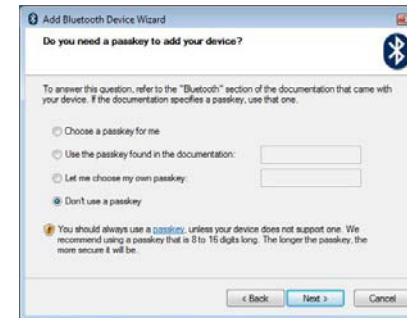 Add Bluetooth Device Wizard
Do you need a passkey to add your device?
To answer this question, refer to the "Bluetooth" section of the documentation that came with
your device. If the documentation specifies a passkey, use that one.
Choose a passkey for me
Use the passkey found in the documentation:
Let me choose my own passkey:
Don't use a passkey
You should always use a passkey, unless your device does not support one. We
recommend using a passkey that is 8 to 16 digits long. The longer the passkey, the
more secure it will be.
< Back Next > Cancel